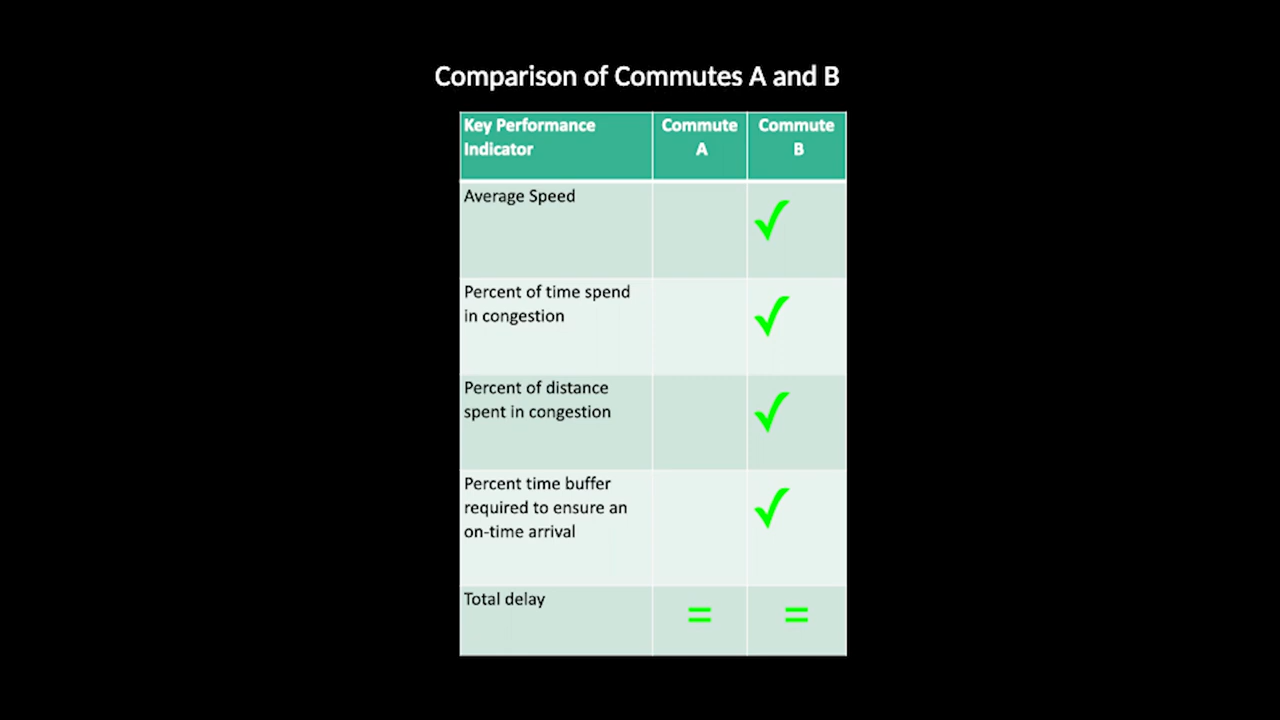 Comparison of Commutes A and B
Key Performance Indicator
Commute A
Commute B
Average Speed
✓
Percent of time spend
in congestion
✓
Percent of distance
spent in congestion
✓
Percent time buffer
required to ensure an
on-time arrival
✓
Total delay
=
=